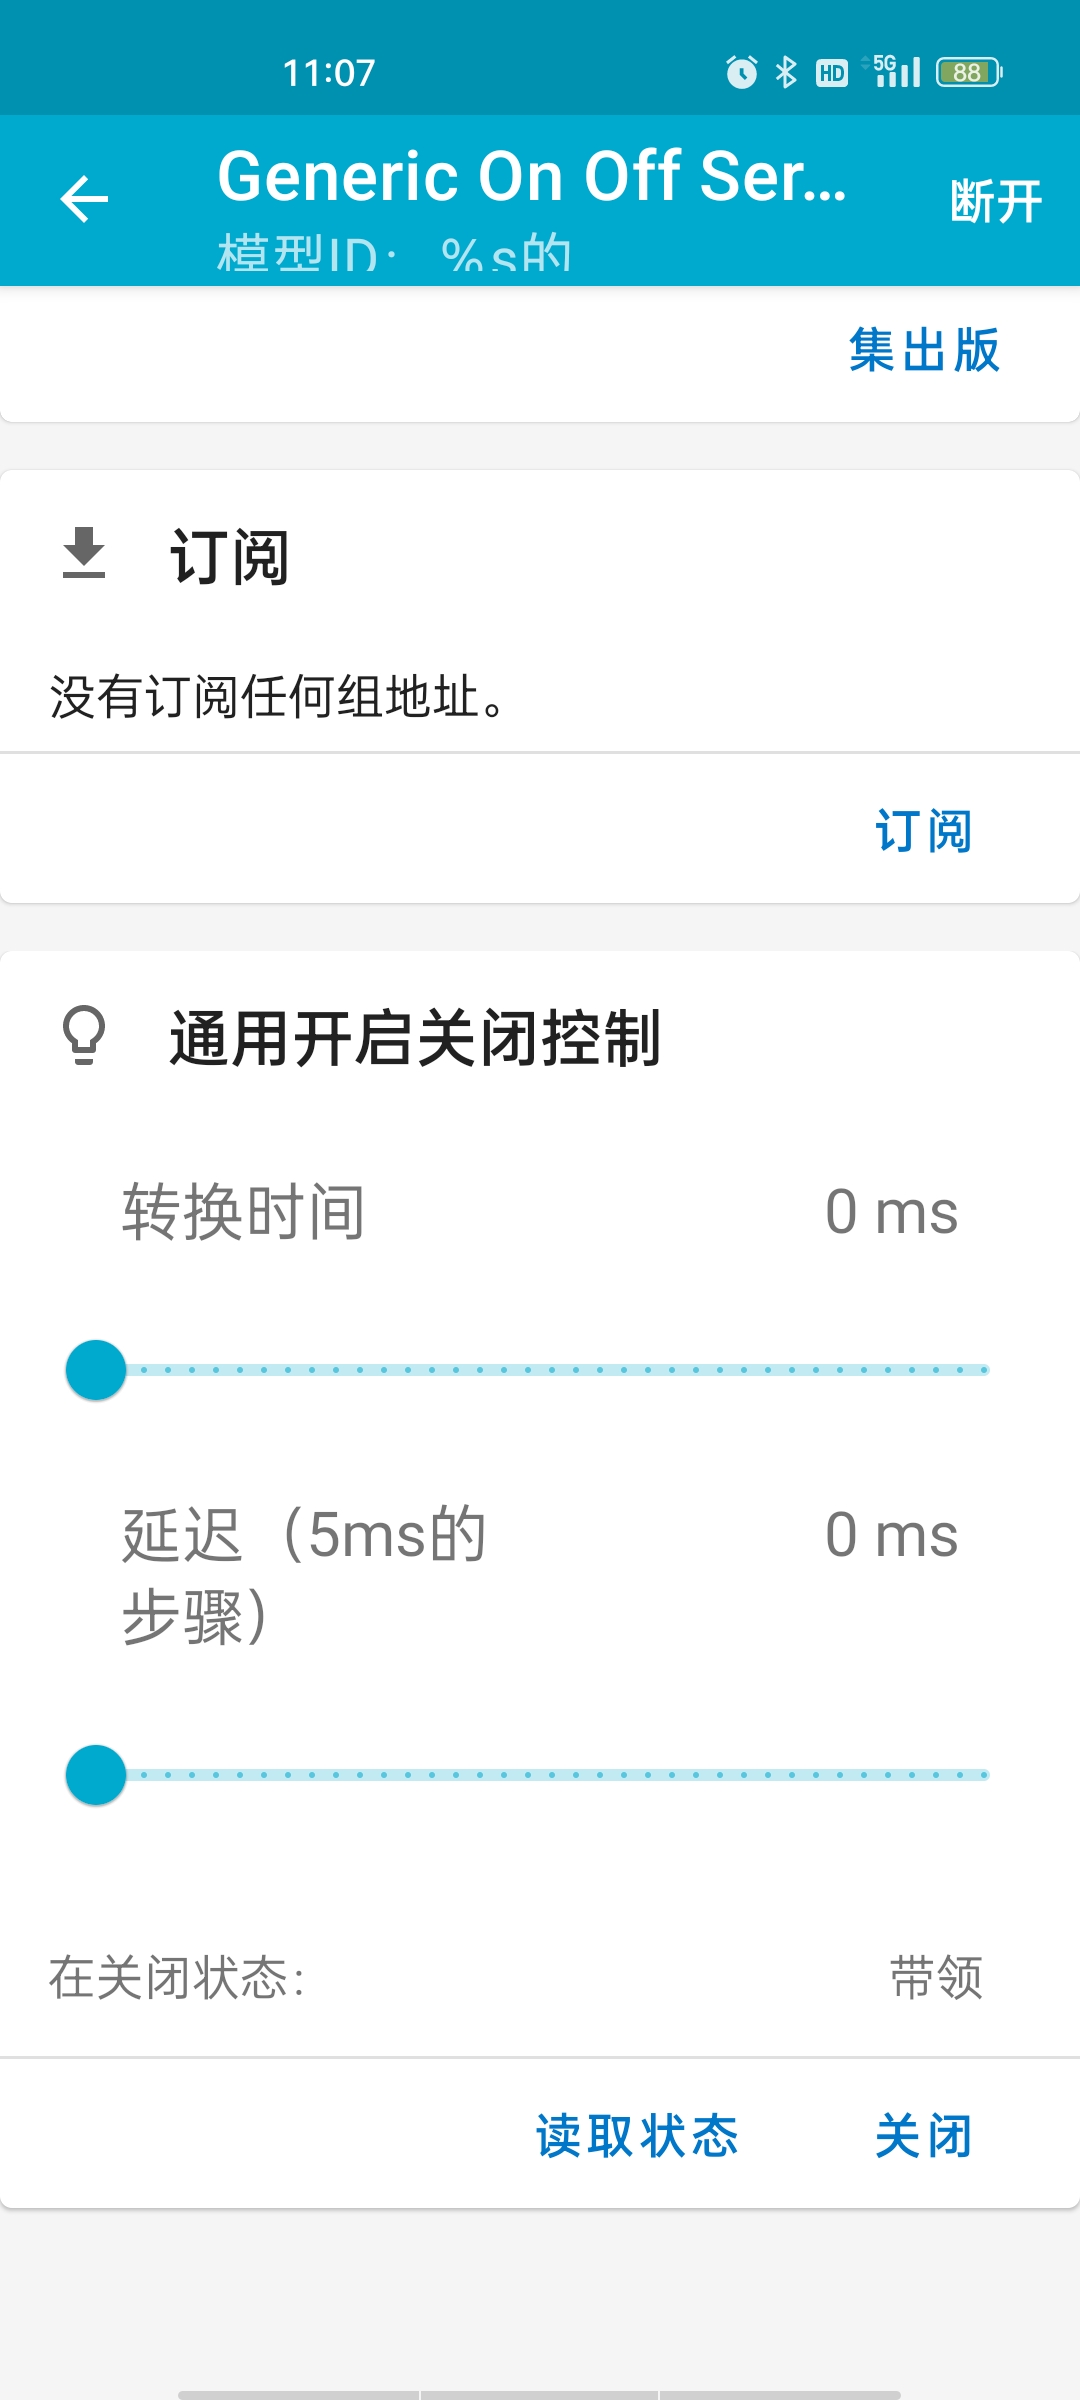 11:07
HD
5G
88
Generic On Off Ser...
断开
模型ID： %s的
集出版
订阅
没有订阅任何组地址。
订阅
通用开启关闭控制
转换时间
0 ms
延迟（5ms的
步骤）
0 ms
在关闭状态：
带领
读取状态
关闭